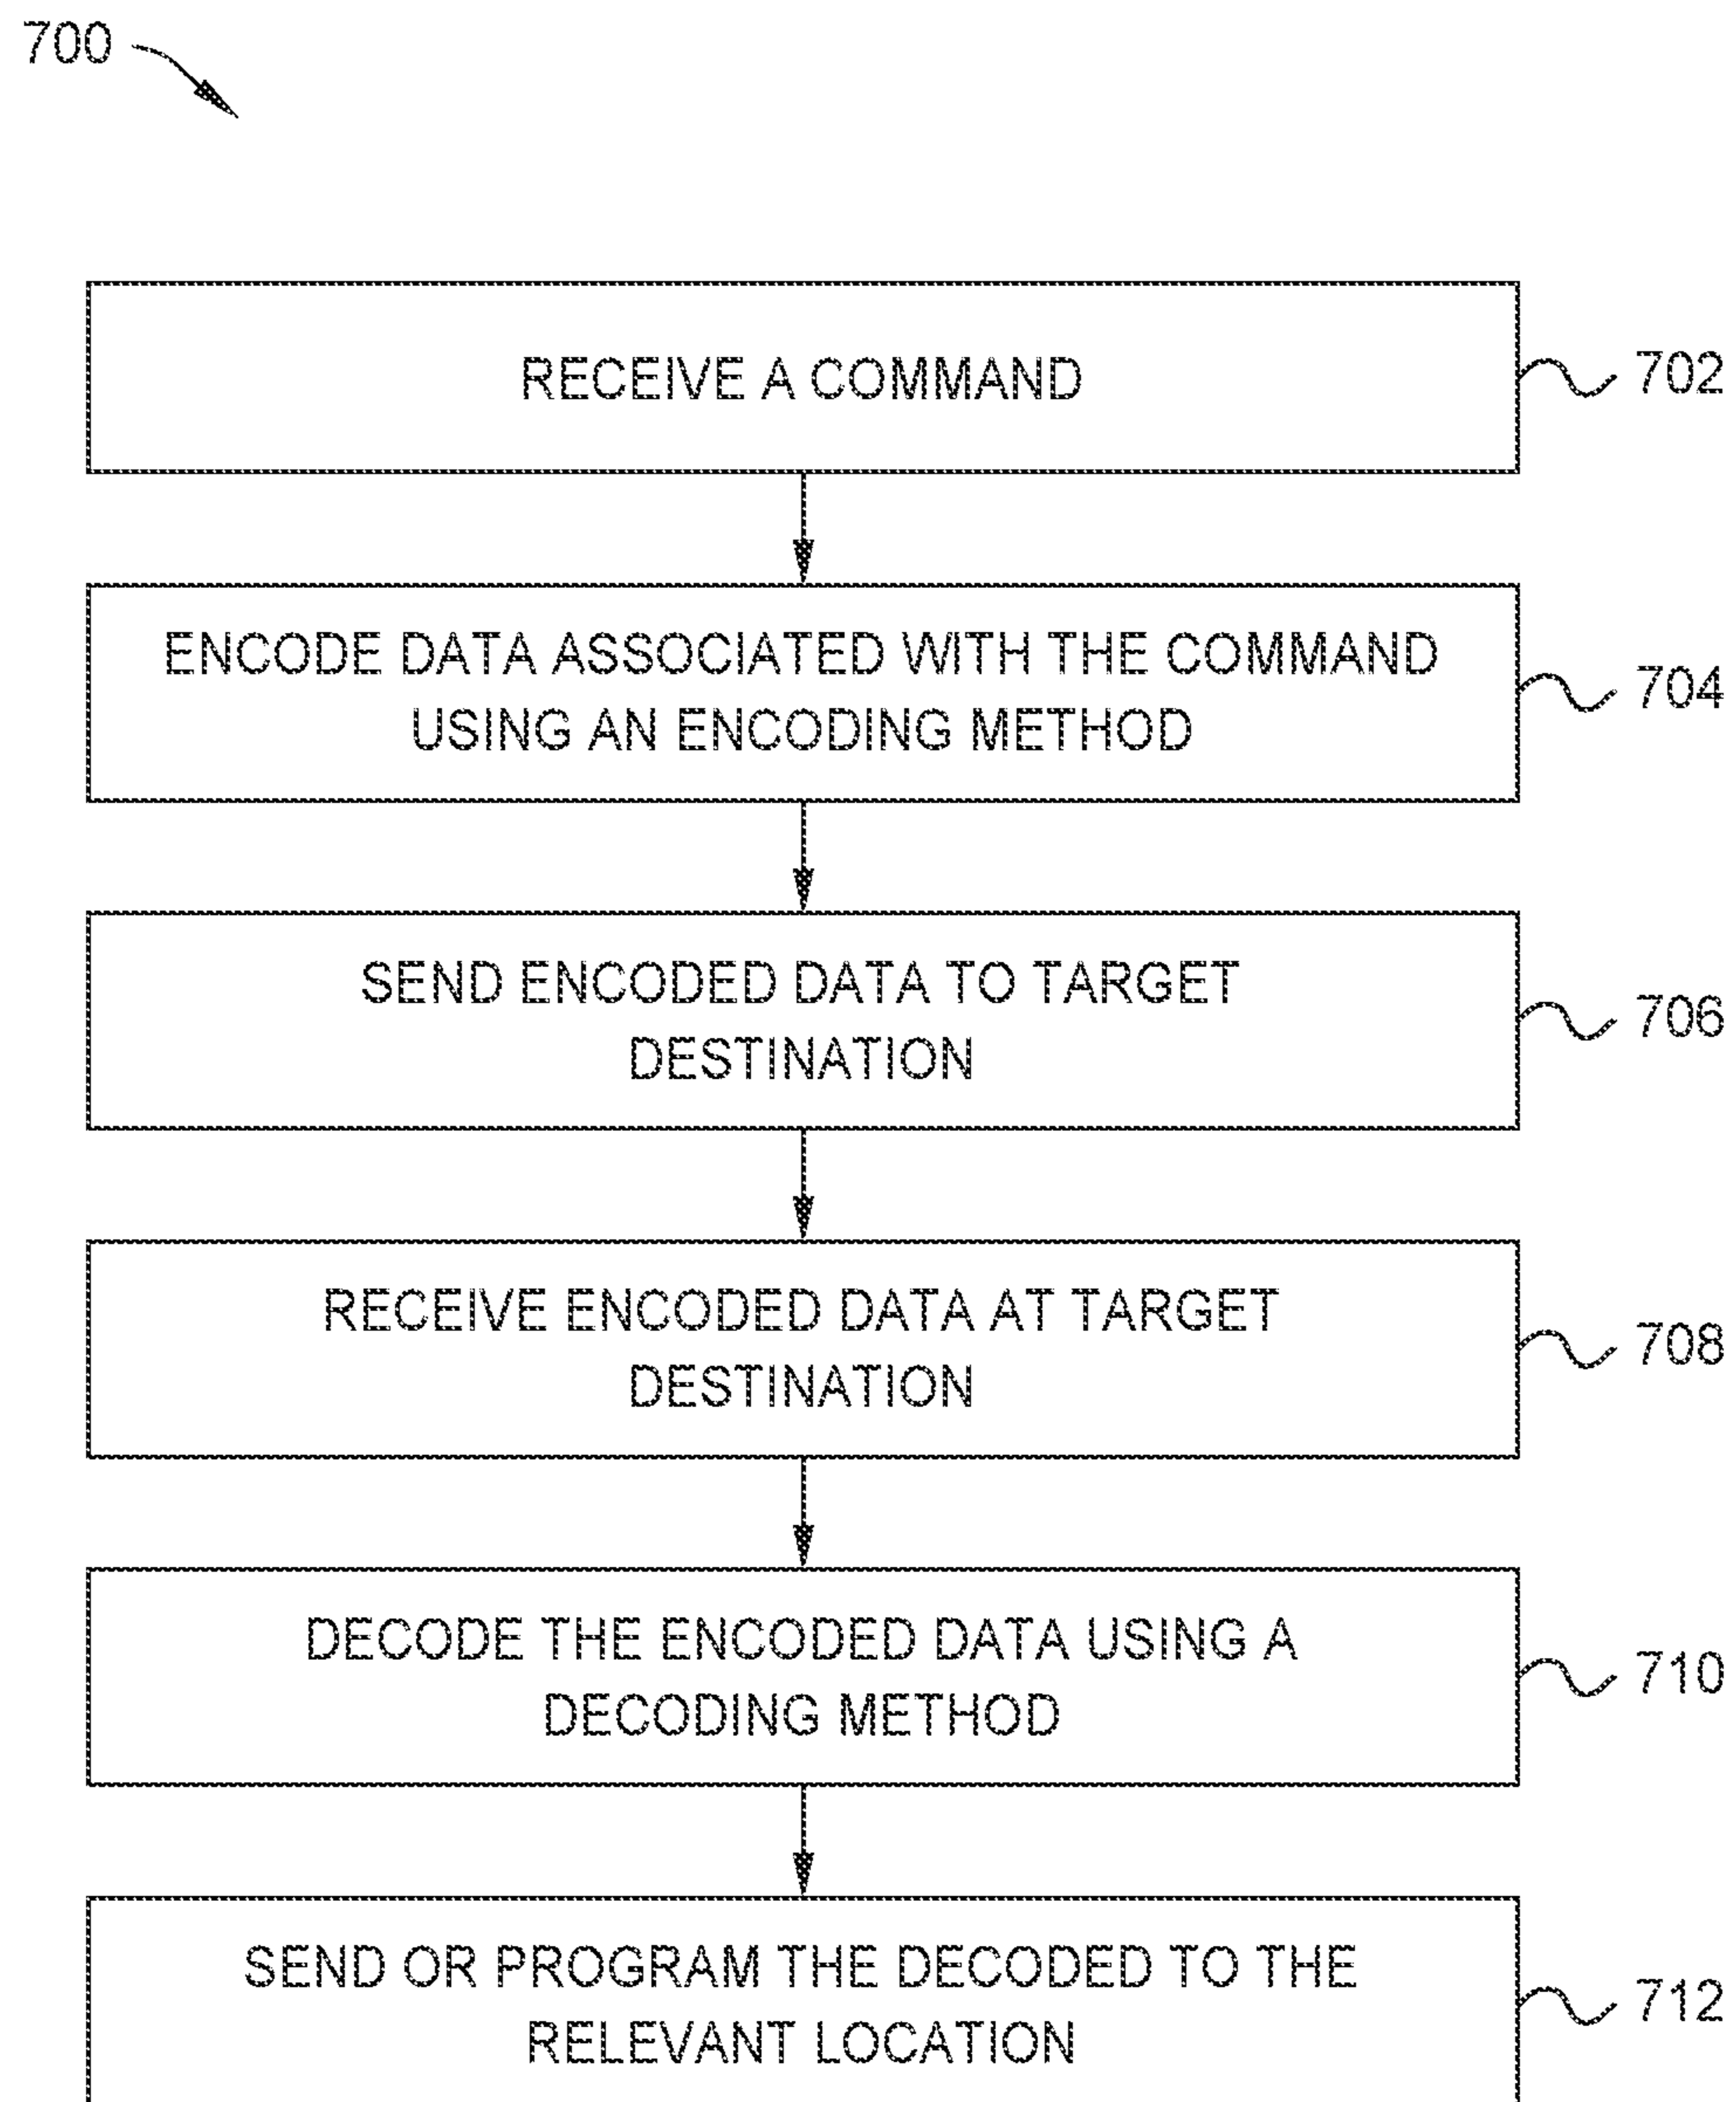 700
RECEIVE A COMMAND
702
ENCODE DATA ASSOCIATED WITH THE COMMAND
USING AN ENCODING METHOD
704
SEND ENCODED DATA TO TARGET
DESTINATION
706
RECEIVE ENCODED DATA AT TARGET
DESTINATION
708
DECODE THE ENCODED DATA USING A
DECODING METHOD
710
SEND OR PROGRAM THE DECODED TO THE
RELEVANT LOCATION
712